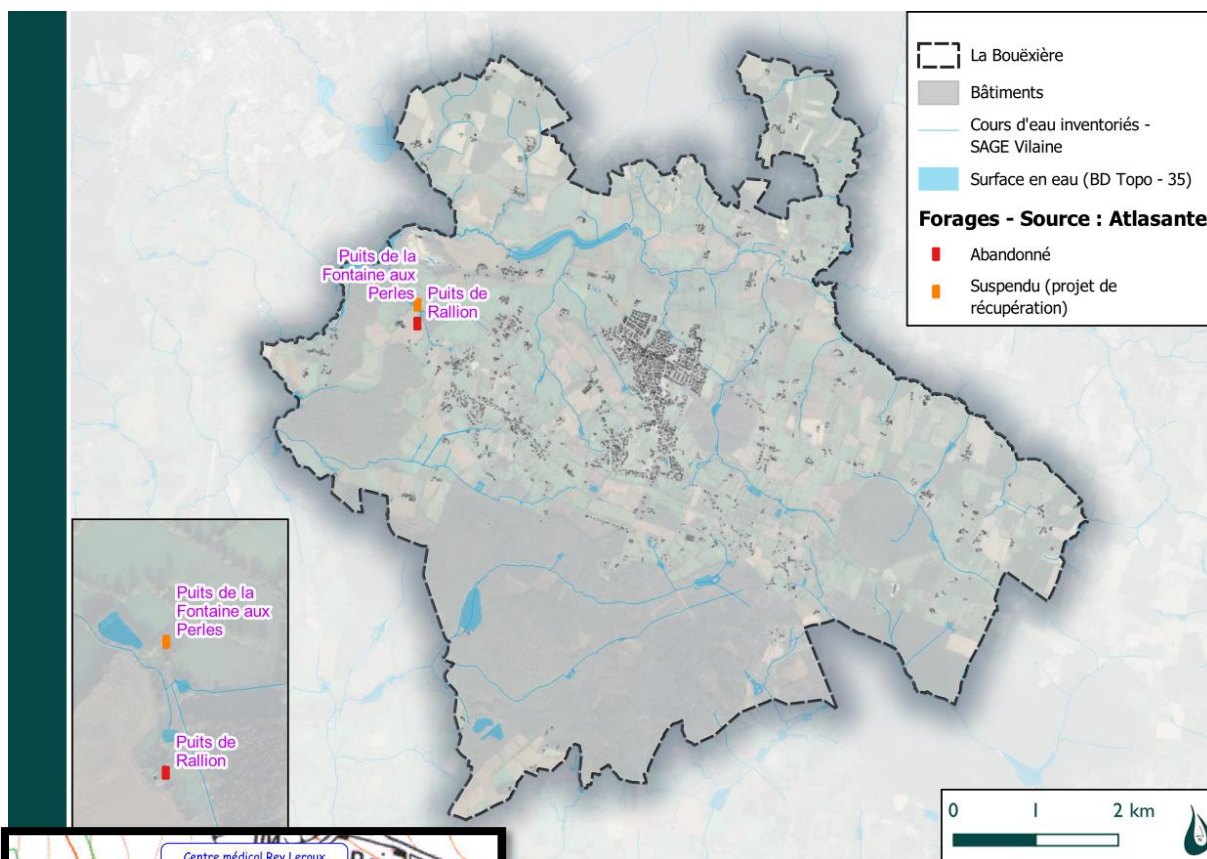 La Bouëxière
Bâtiments
Cours d'eau inventoriés -
SAGE Vilaine
Surface en eau (BD Topo - 35)
Forages - Source : Atlasante
Abandonné
Suspendu (projet de
récupération)
Puits de la
Fontaine aux
Perles
Puits de
Rallion
Puits de la
Fontaine aux
Perles
Puits de
Rallion
0 1 2 km
Centre médical Rey Leroux